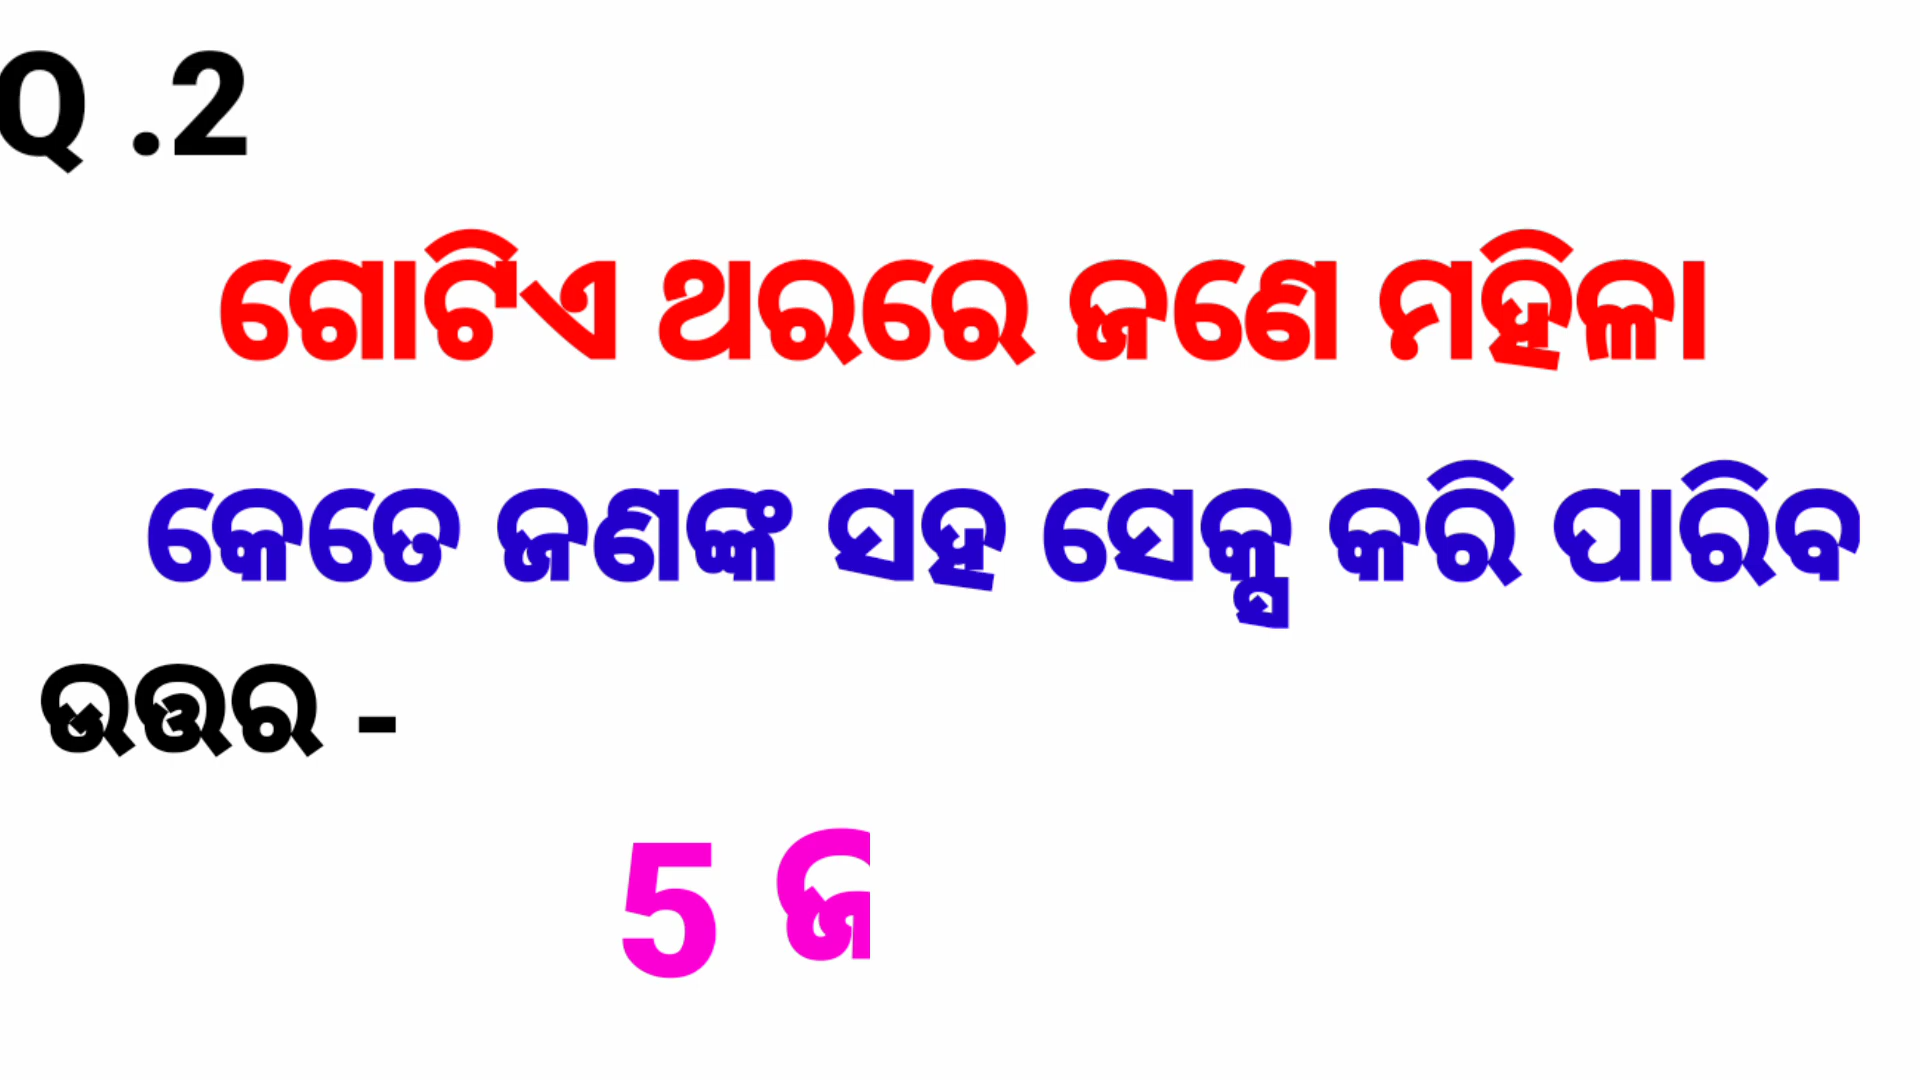 Q .2
ଗୋଟିଏ ଥରରେ ଜଣେ ମହିଳା
କେତେ ଜଣଙ୍କ ସହ ସେକ୍ସ କରି ପାରିବ
ଉତ୍ତର -
5 ଜ